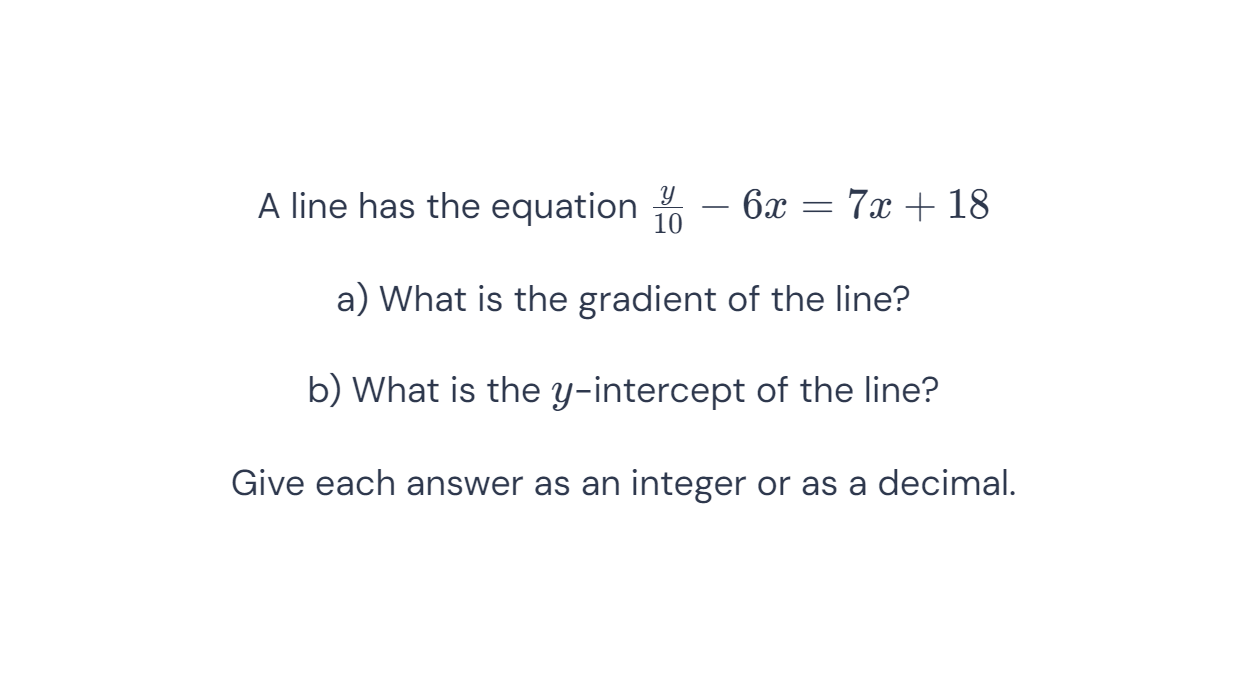 A line has the equation \frac{y}{10} − 6x = 7x + 18
a) What is the gradient of the line?
b) What is the y-intercept of the line?
Give each answer as an integer or as a decimal.